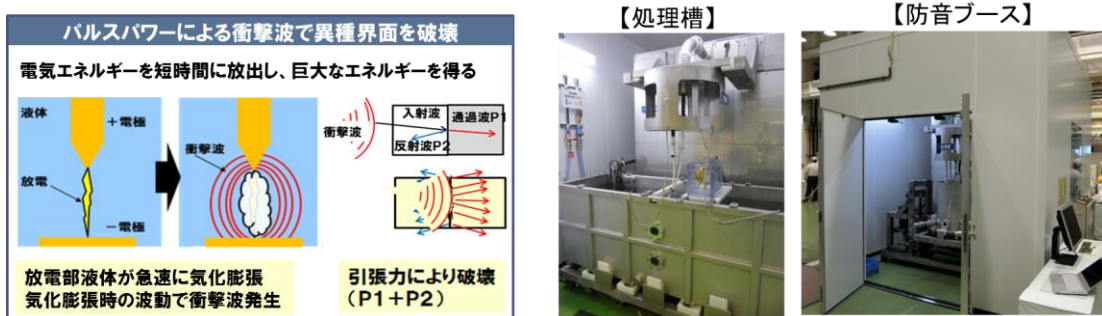 パルスパワーによる衝撃波で異種界面を破壊
電気エネルギーを短時間に放出し、巨大なエネルギーを得る
液体
＋電極
放電
－電極
衝撃波
衝撃波
入射波
通過波P1
反射波P2
放電部液体が急速に気化膨張
気化膨張時の波動で衝撃波発生
引張力により破壊
（P1＋P2）
【処理槽】
【防音ブース】